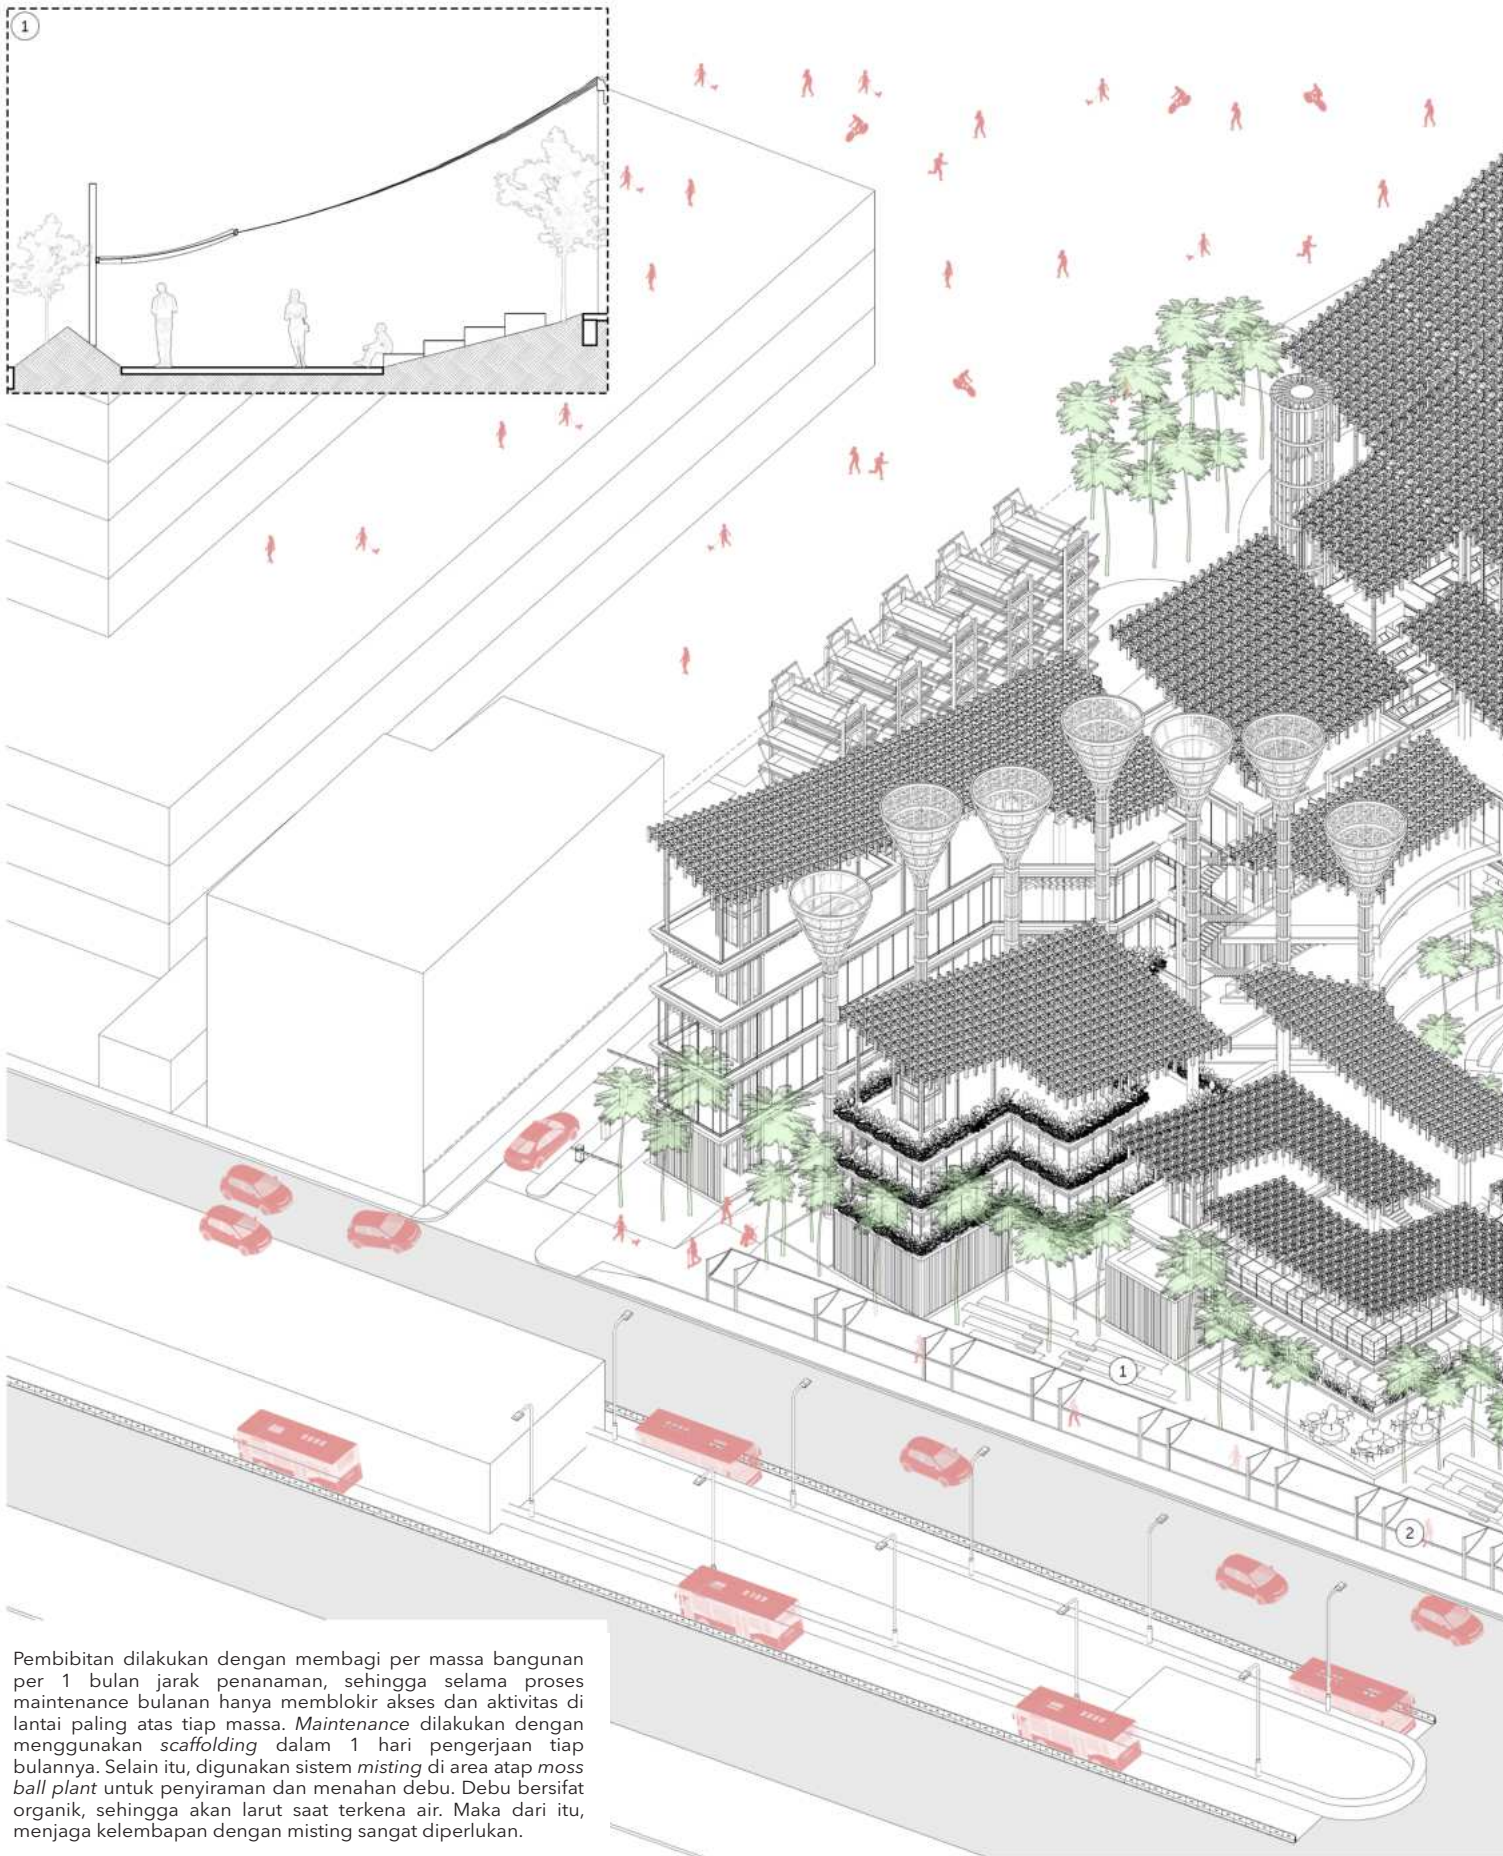 1
1
2
Pembibitan dilakukan dengan membagi per massa bangunan
per 1 bulan jarak penanaman, sehingga selama proses
maintenance bulanan hanya memblokir akses dan aktivitas di
lantai paling atas tiap massa. Maintenance dilakukan dengan
menggunakan scaffolding dalam 1 hari pengerjaan tiap
bulannya. Selain itu, digunakan sistem misting di area atap moss
ball plant untuk penyiraman dan menahan debu. Debu bersifat
organik, sehingga akan larut saat terkena air. Maka dari itu,
menjaga kelembapan dengan misting sangat diperlukan.